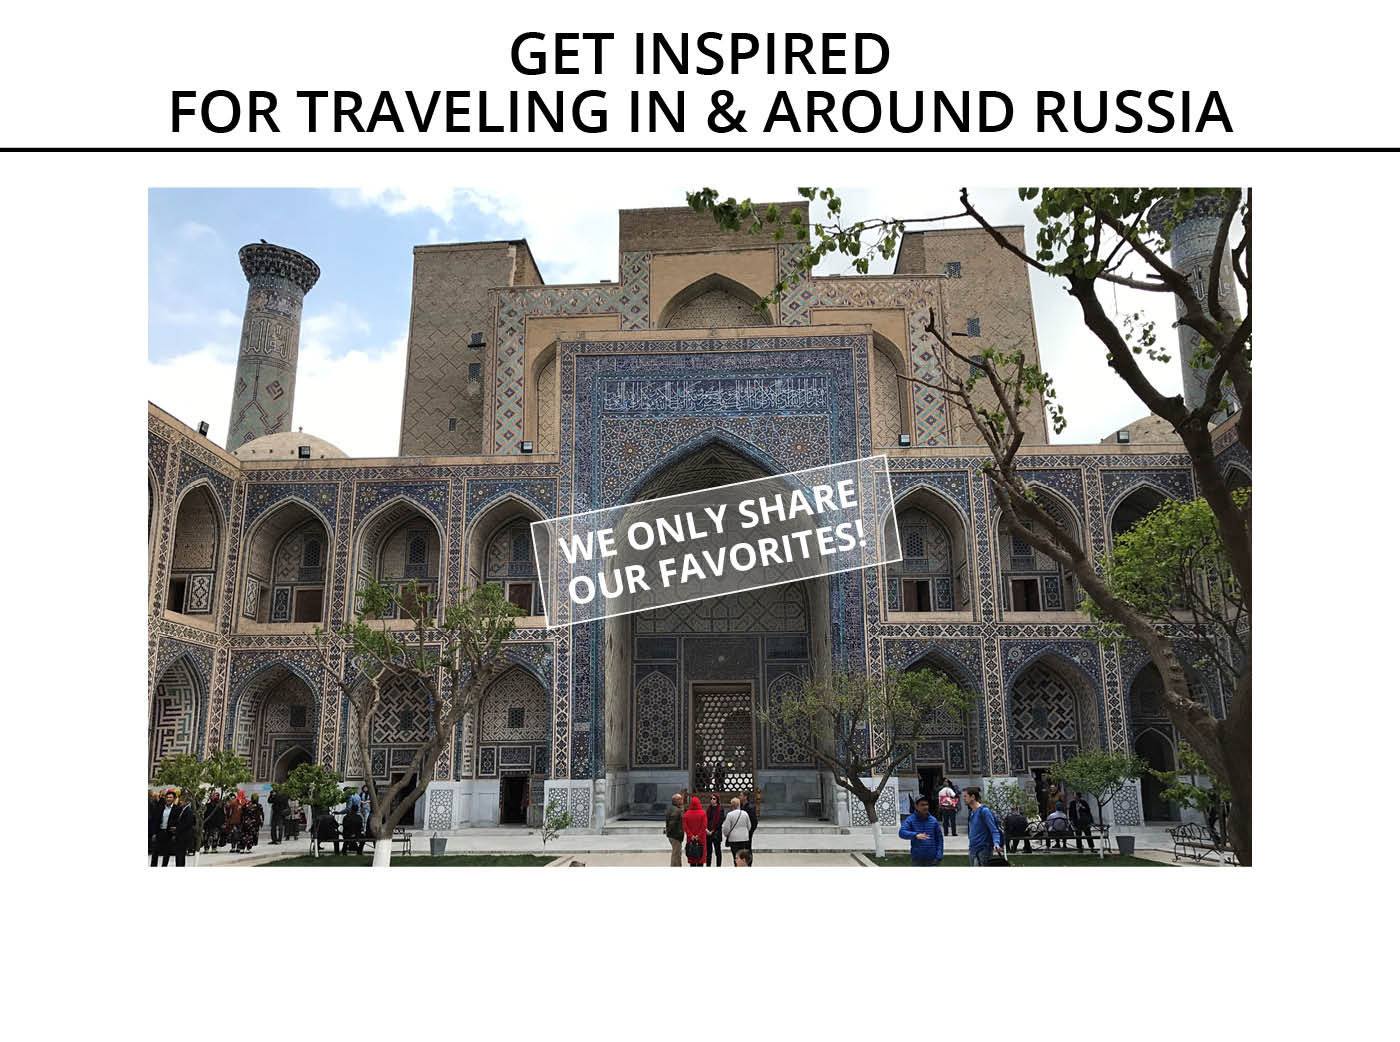 GET INSPIRED
FOR TRAVELING IN & AROUND RUSSIA
WE ONLY SHARE
OUR FAVORITES!